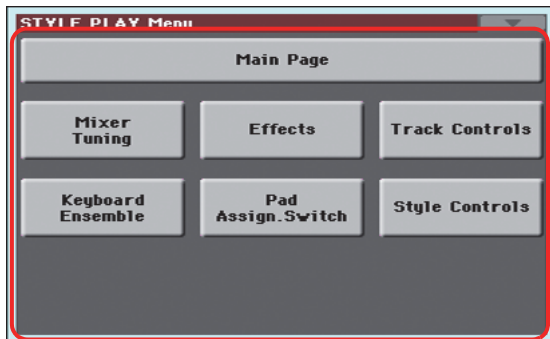 STYLE PLAY Menu
Main Page
Mixer
Tuning
Effects
Track Controls
Keyboard
Ensemble
Pad
Assign.Switch
Style Controls